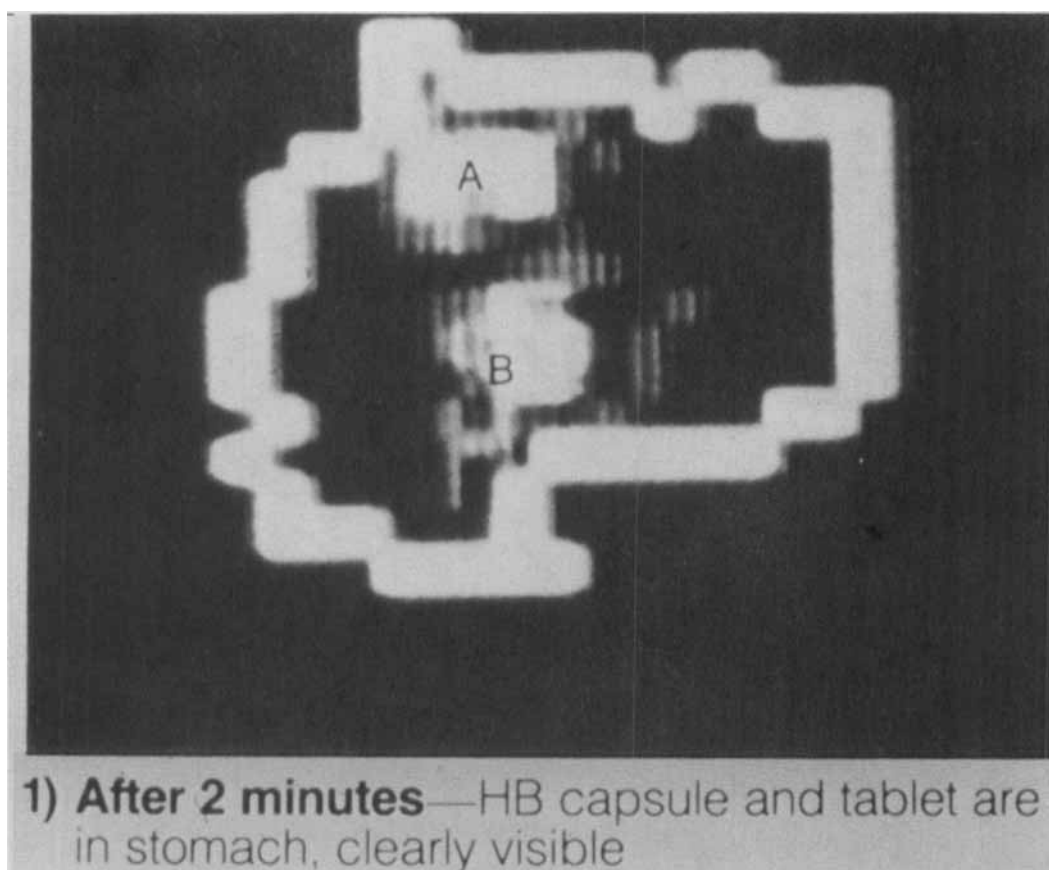 A
B
1) After 2 minutes—HB capsule and tablet are
in stomach, clearly visible